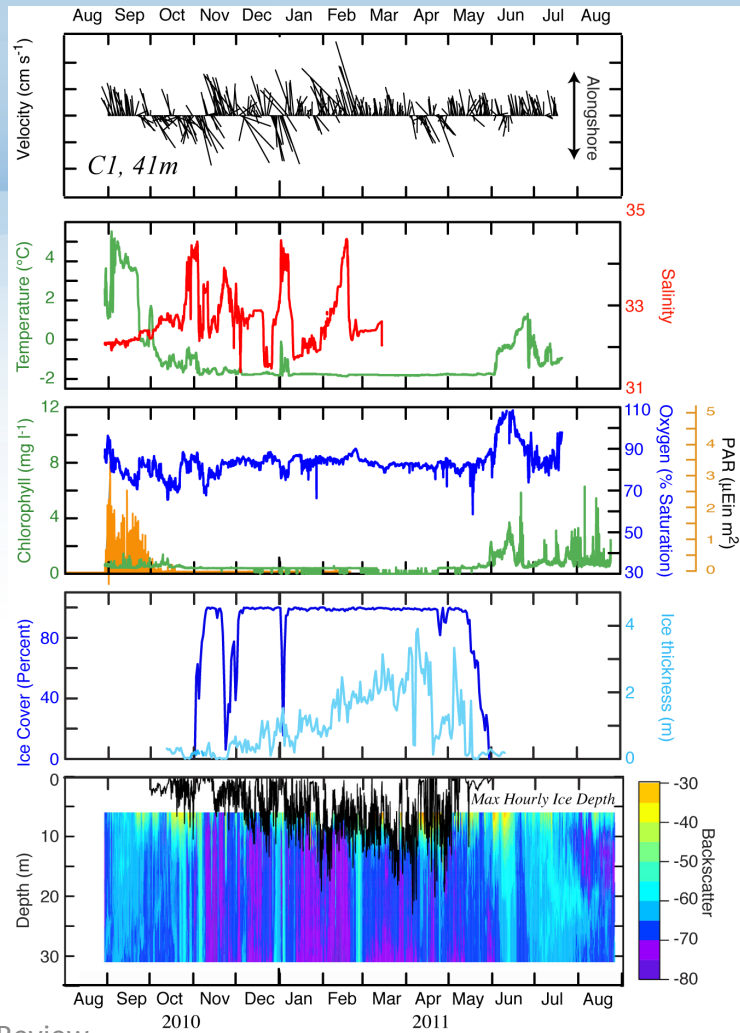 Aug Sep Oct Nov Dec Jan Feb Mar Apr May Jun Jul Aug
Velocity (cm s-1)
Alongshore
C1, 41m
Temperature (°C)
4
2
0
-2
35
33
31
Salinity
Chlorophyll (mg l-1)
12
8
4
0
110
90
70
50
30
Oxygen (% Saturation)
5
4
3
2
1
0
PAR (µEin m2)
Ice Cover (Percent)
80
40
0
4
2
0
Ice thickness (m)
Depth (m)
0
10
20
30
Max Hourly Ice Depth
-30
-40
-50
-60
-70
-80
Backscatter
Aug Sep Oct Nov Dec Jan Feb Mar Apr May Jun Jul Aug
2010 2011
Review